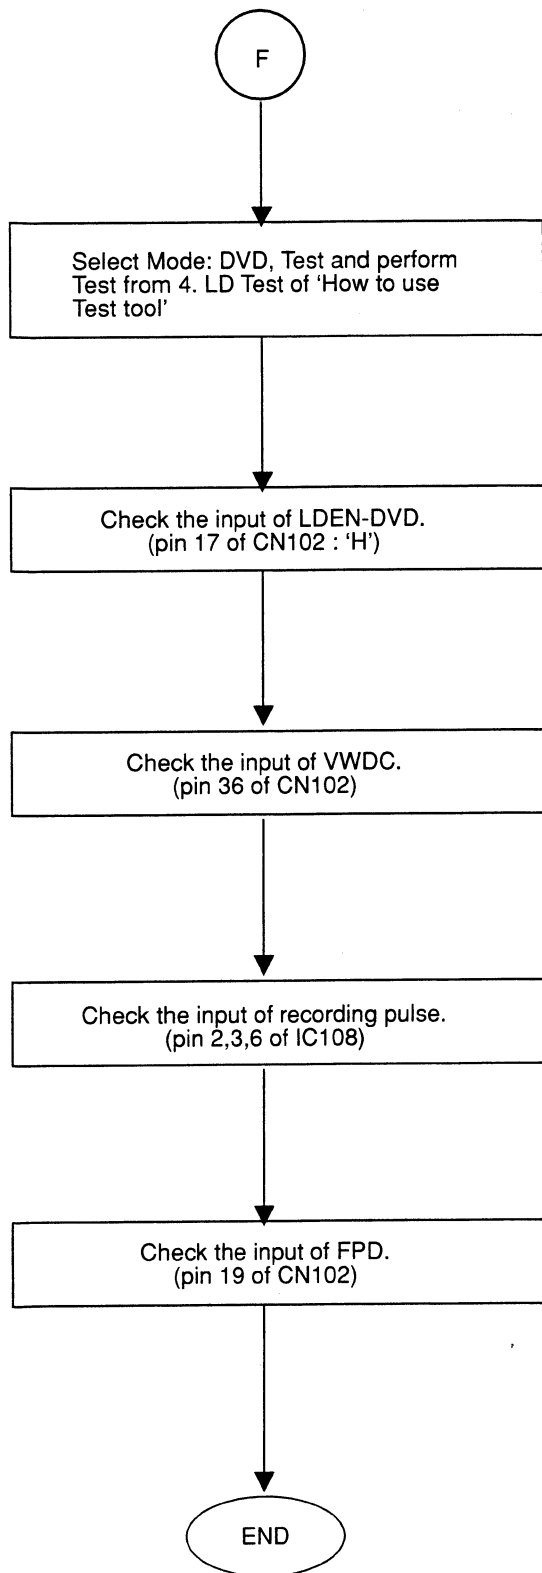 F
Select Mode: DVD, Test and perform
Test from 4. LD Test of ‘How to use
Test tool’
Check the input of LDEN-DVD.
(pin 17 of CN102 : ‘H’)
Check the input of VWDC.
(pin 36 of CN102)
Check the input of recording pulse.
(pin 2,3,6 of IC108)
Check the input of FPD.
(pin 19 of CN102)
END